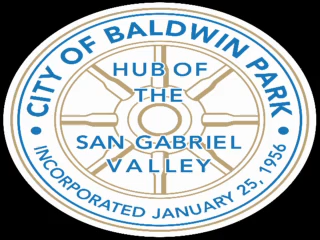 CITY OF BALDWIN PARK
HUB OF
THE
SAN GABRIEL
VALLEY
INCORPORATED JANUARY 25, 1956